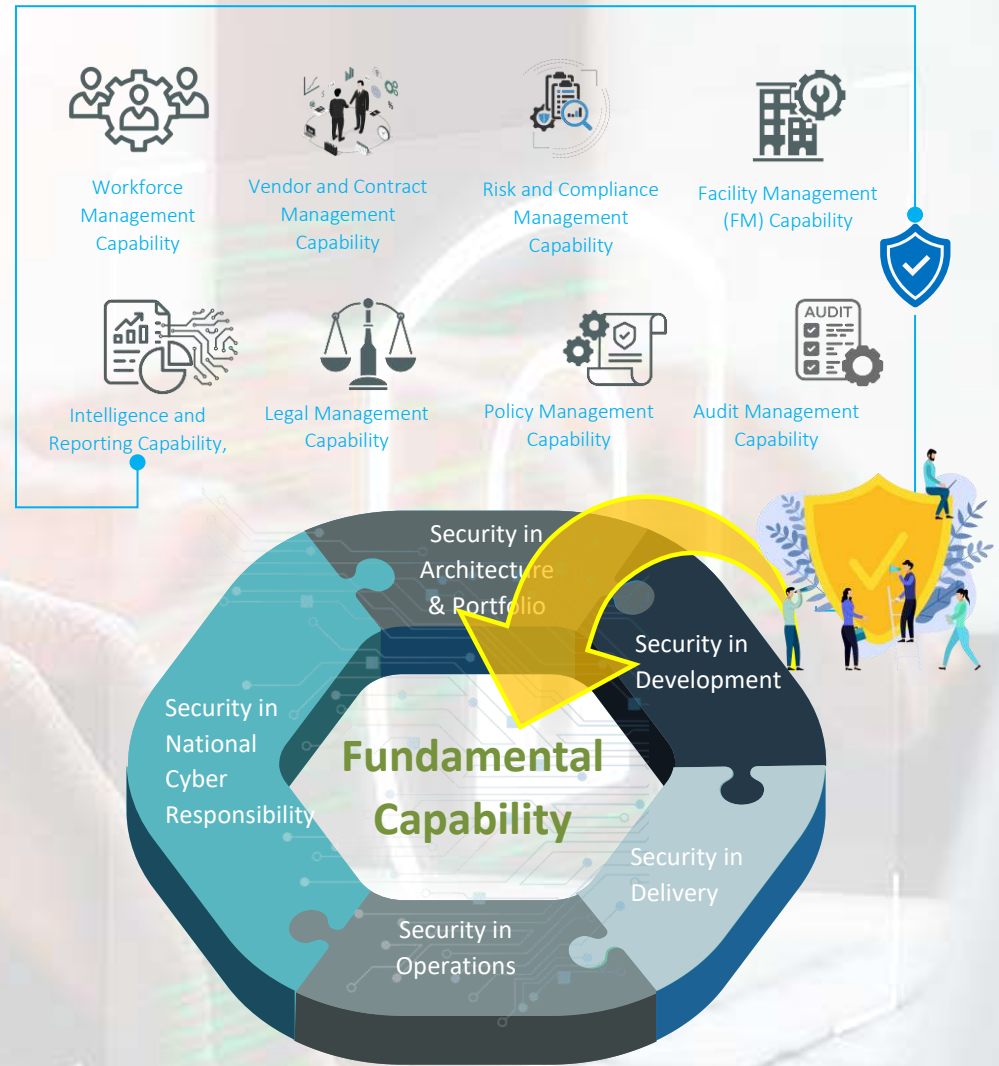 Workforce
Management
Capability
Vendor and Contract
Management
Capability
Risk and Compliance
Management
Capability
Facility Management
(FM) Capability
Intelligence and
Reporting Capability,
Legal Management
Capability
Policy Management
Capability
AUDIT
Audit Management
Capability
Security in
Architecture
& Portfolio
Security in
Development
Security in
National
Cyber
Responsibility
Fundamental
Capability
Security in
Delivery
Security in
Operations